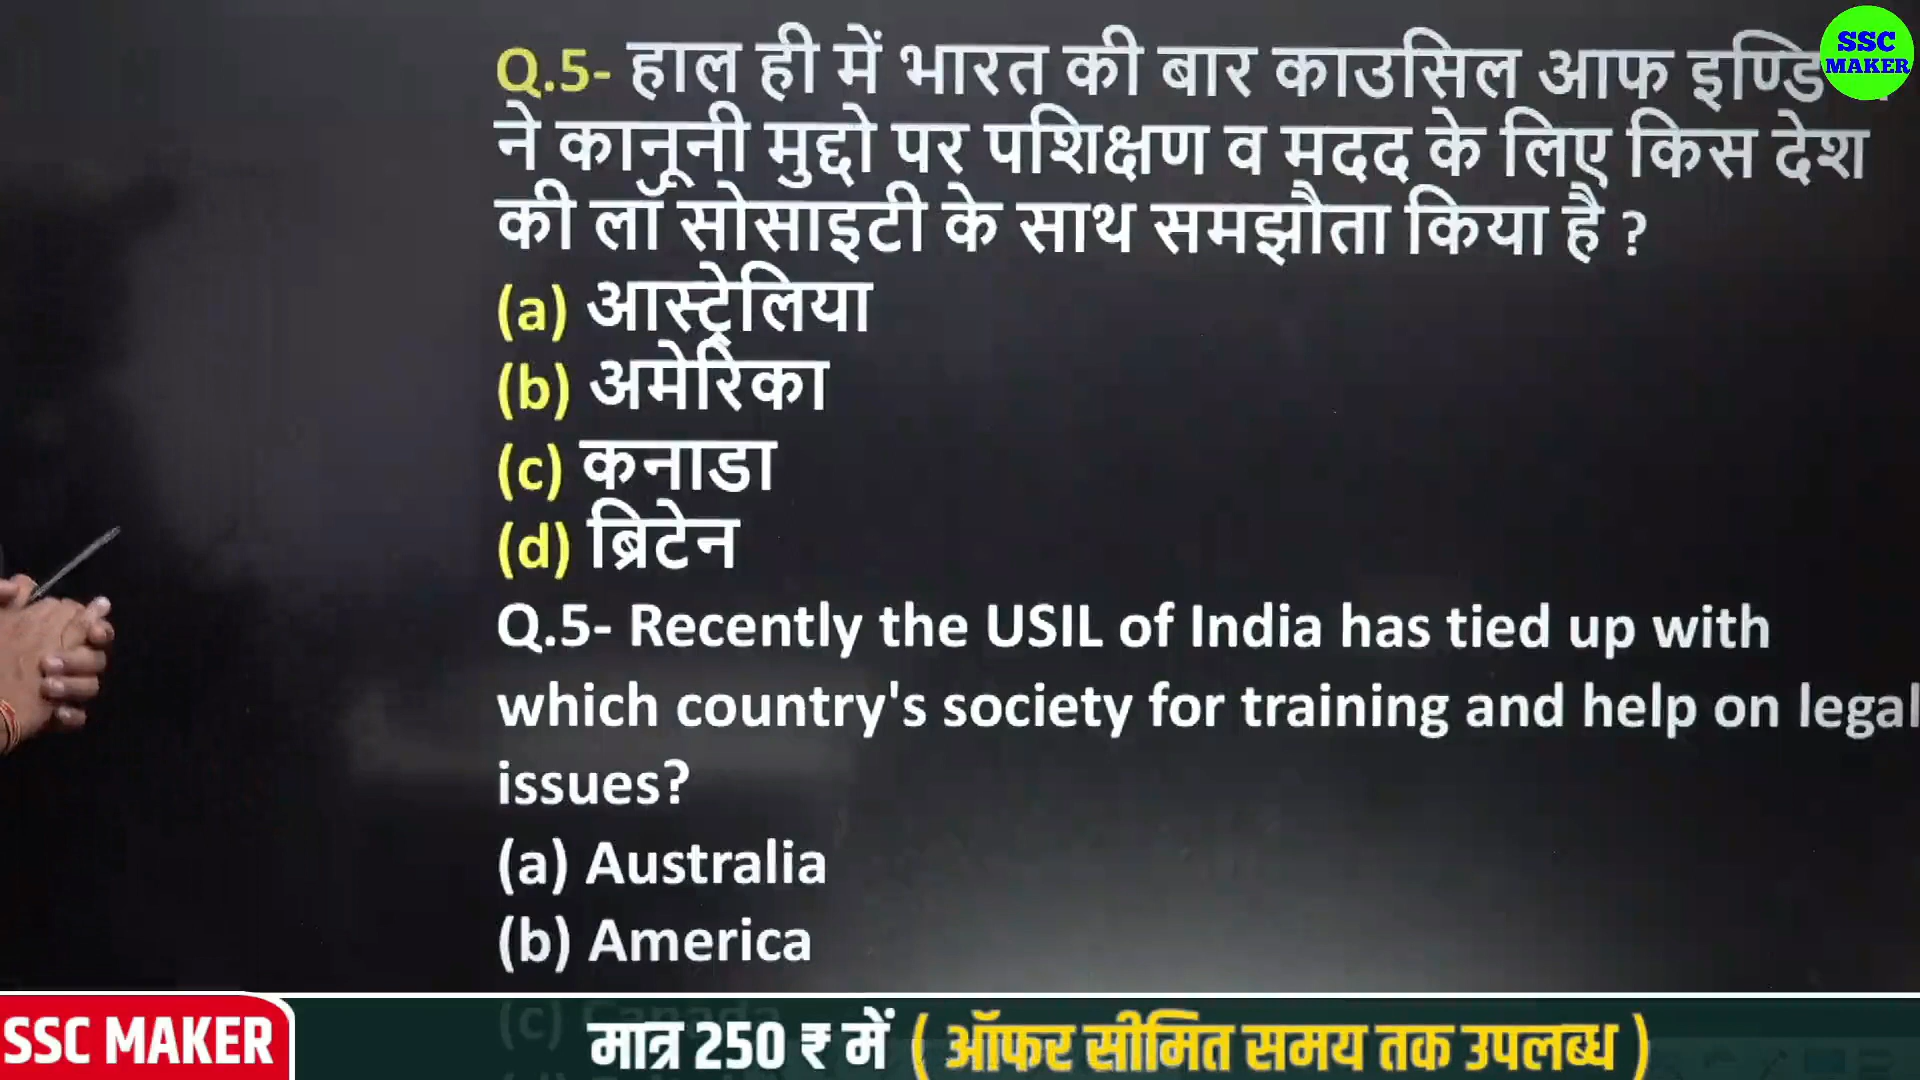 SSC
MAKER
Q.5- हाल ही में भारत की बार काउसिल आफ
ने कानूनी मुद्दो पर पशिक्षण व मदद के लिए किस देश
की लॉ सोसाइटी के साथ समझौता किया है ?
(a) आस्ट्रेलिया
(b) अमेरिका
(c) कनाडा
(d) ब्रिटेन
Q.5- Recently the USIL of India has tied up with
which country's society for training and help on legal
issues?
(a) Australia
(b) America
(c) Canada
SSC MAKER
मात्र 250 ₹ में ( ऑफर सीमित समय तक उपलब्ध )